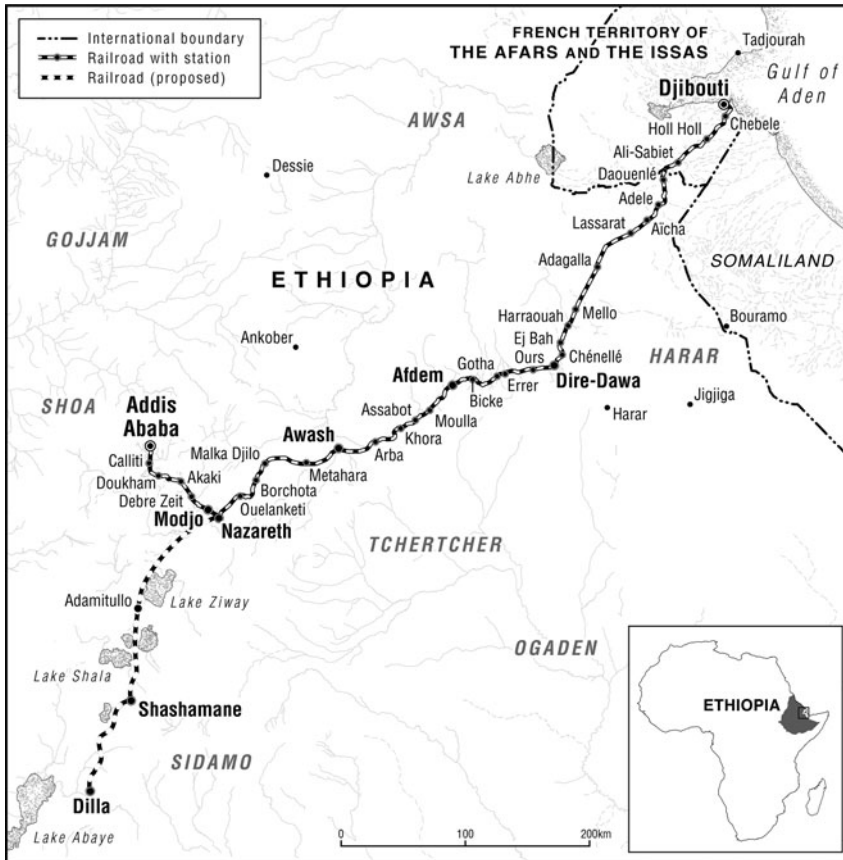 International boundary
Railroad with station
Railroad (proposed)
FRENCH TERRITORY OF
THE AFARS AND THE ISSAS
Tadjourah
Gulf of
Aden
Djibouti
Chebele
Holl Holl
AWSA
Ali-Sabiet
Dessie
Lake Abhe
Daouenlé
Adele
Lassarat
Aïcha
GOJJAM
Adagalla
SOMALILAND
ETHIOPIA
Harraouah
Mello
Bouramo
Ankober
Ej Bah
Ours
Chénellé
HARAR
Gotha
Afdem
Errer
Dire-Dawa
Bicke
SHOA
Addis
Ababa
Assabot
Moulla
Harar
Jigjiga
Awash
Khora
Malka Djilo
Arba
Calliti
Metahara
Doukham
Akaki
Borchota
Debre Zeit
Ouelanketi
Modjo
Nazareth
TCHERTCHER
Adamitullo
Lake Ziway
OGADEN
Lake Shala
ETHIOPIA
Shashamane
SIDAMO
Dilla
Lake Abaye
0
100
200km